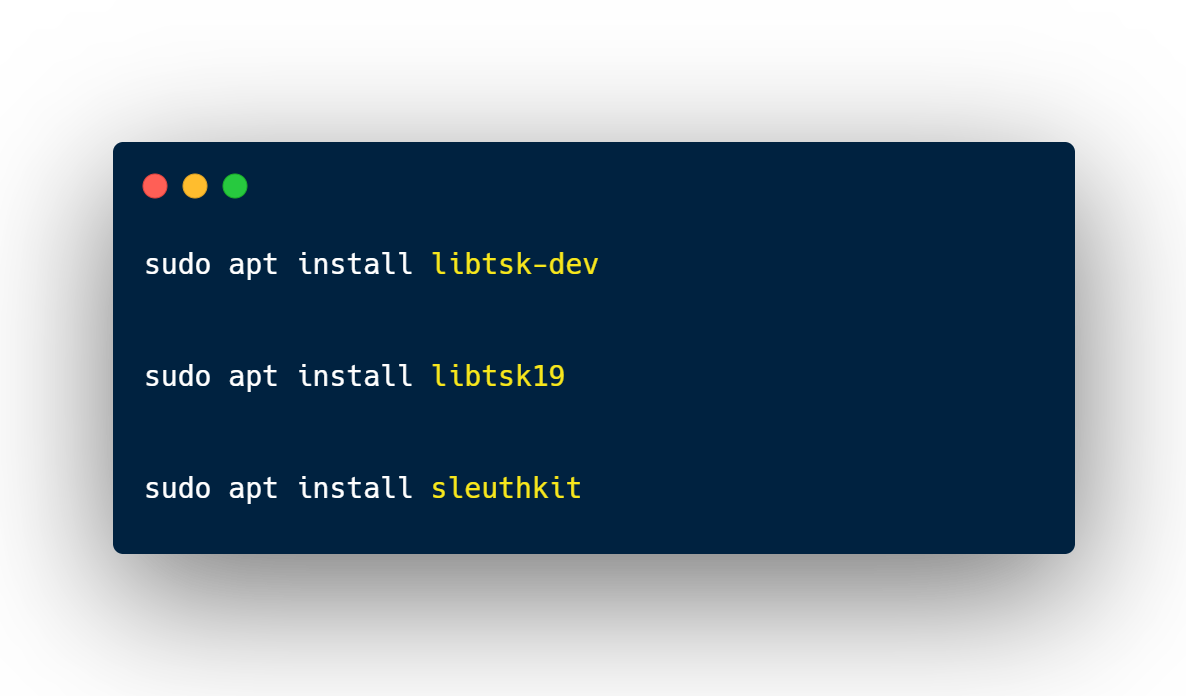 sudo apt install libtsk-dev
sudo apt install libtsk19
sudo apt install sleuthkit